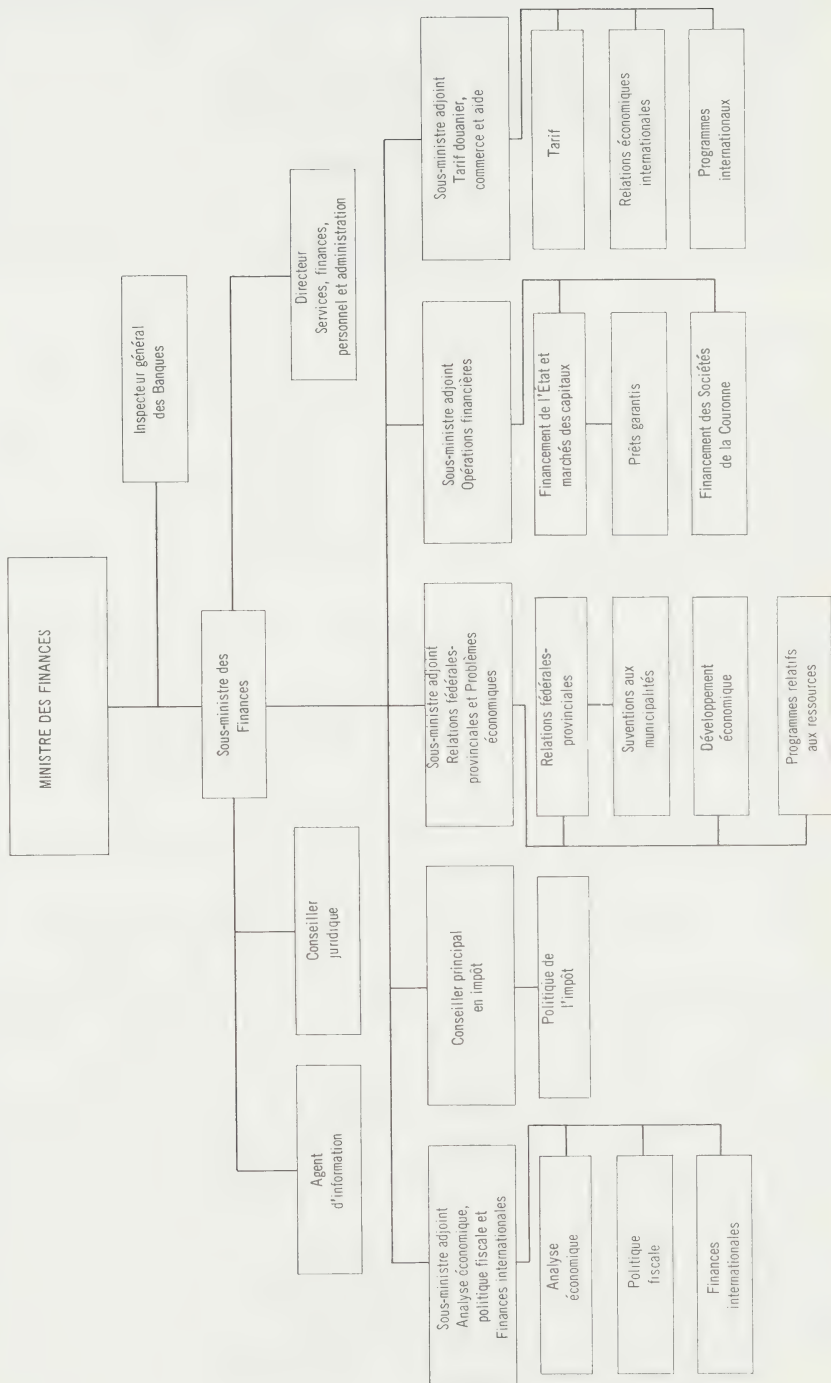 MINISTRE DES FINANCES
Inspecteur général
des Banques
Sous-ministre des
Finances
Agent
d'information
Conseiller
juridique
Directeur
Services, finances,
personnel et administration
Sous-ministre adjoint
Analyse économique,
politique fiscale et
Finances internationales
Analyse
économique
Politique
fiscale
Finances
internationales
Conseiller principal
en impôt
Politique de
l'impôt
Sous-ministre adjoint
Relations fédérales-
provinciales et Problèmes
économiques
Relations fédérales-
provinciales
Suventions aux
municipalités
Développement
économique
Programmes relatifs
aux ressources
Sous-ministre adjoint
Opérations financières
Financement de l'État et
marchés des capitaux
Prêts garantis
Financement des Sociétés
de la Couronne
Sous-ministre adjoint
Tarif douanier,
commerce et aide
Tarif
Relations économiques
internationales
Programmes
internationaux